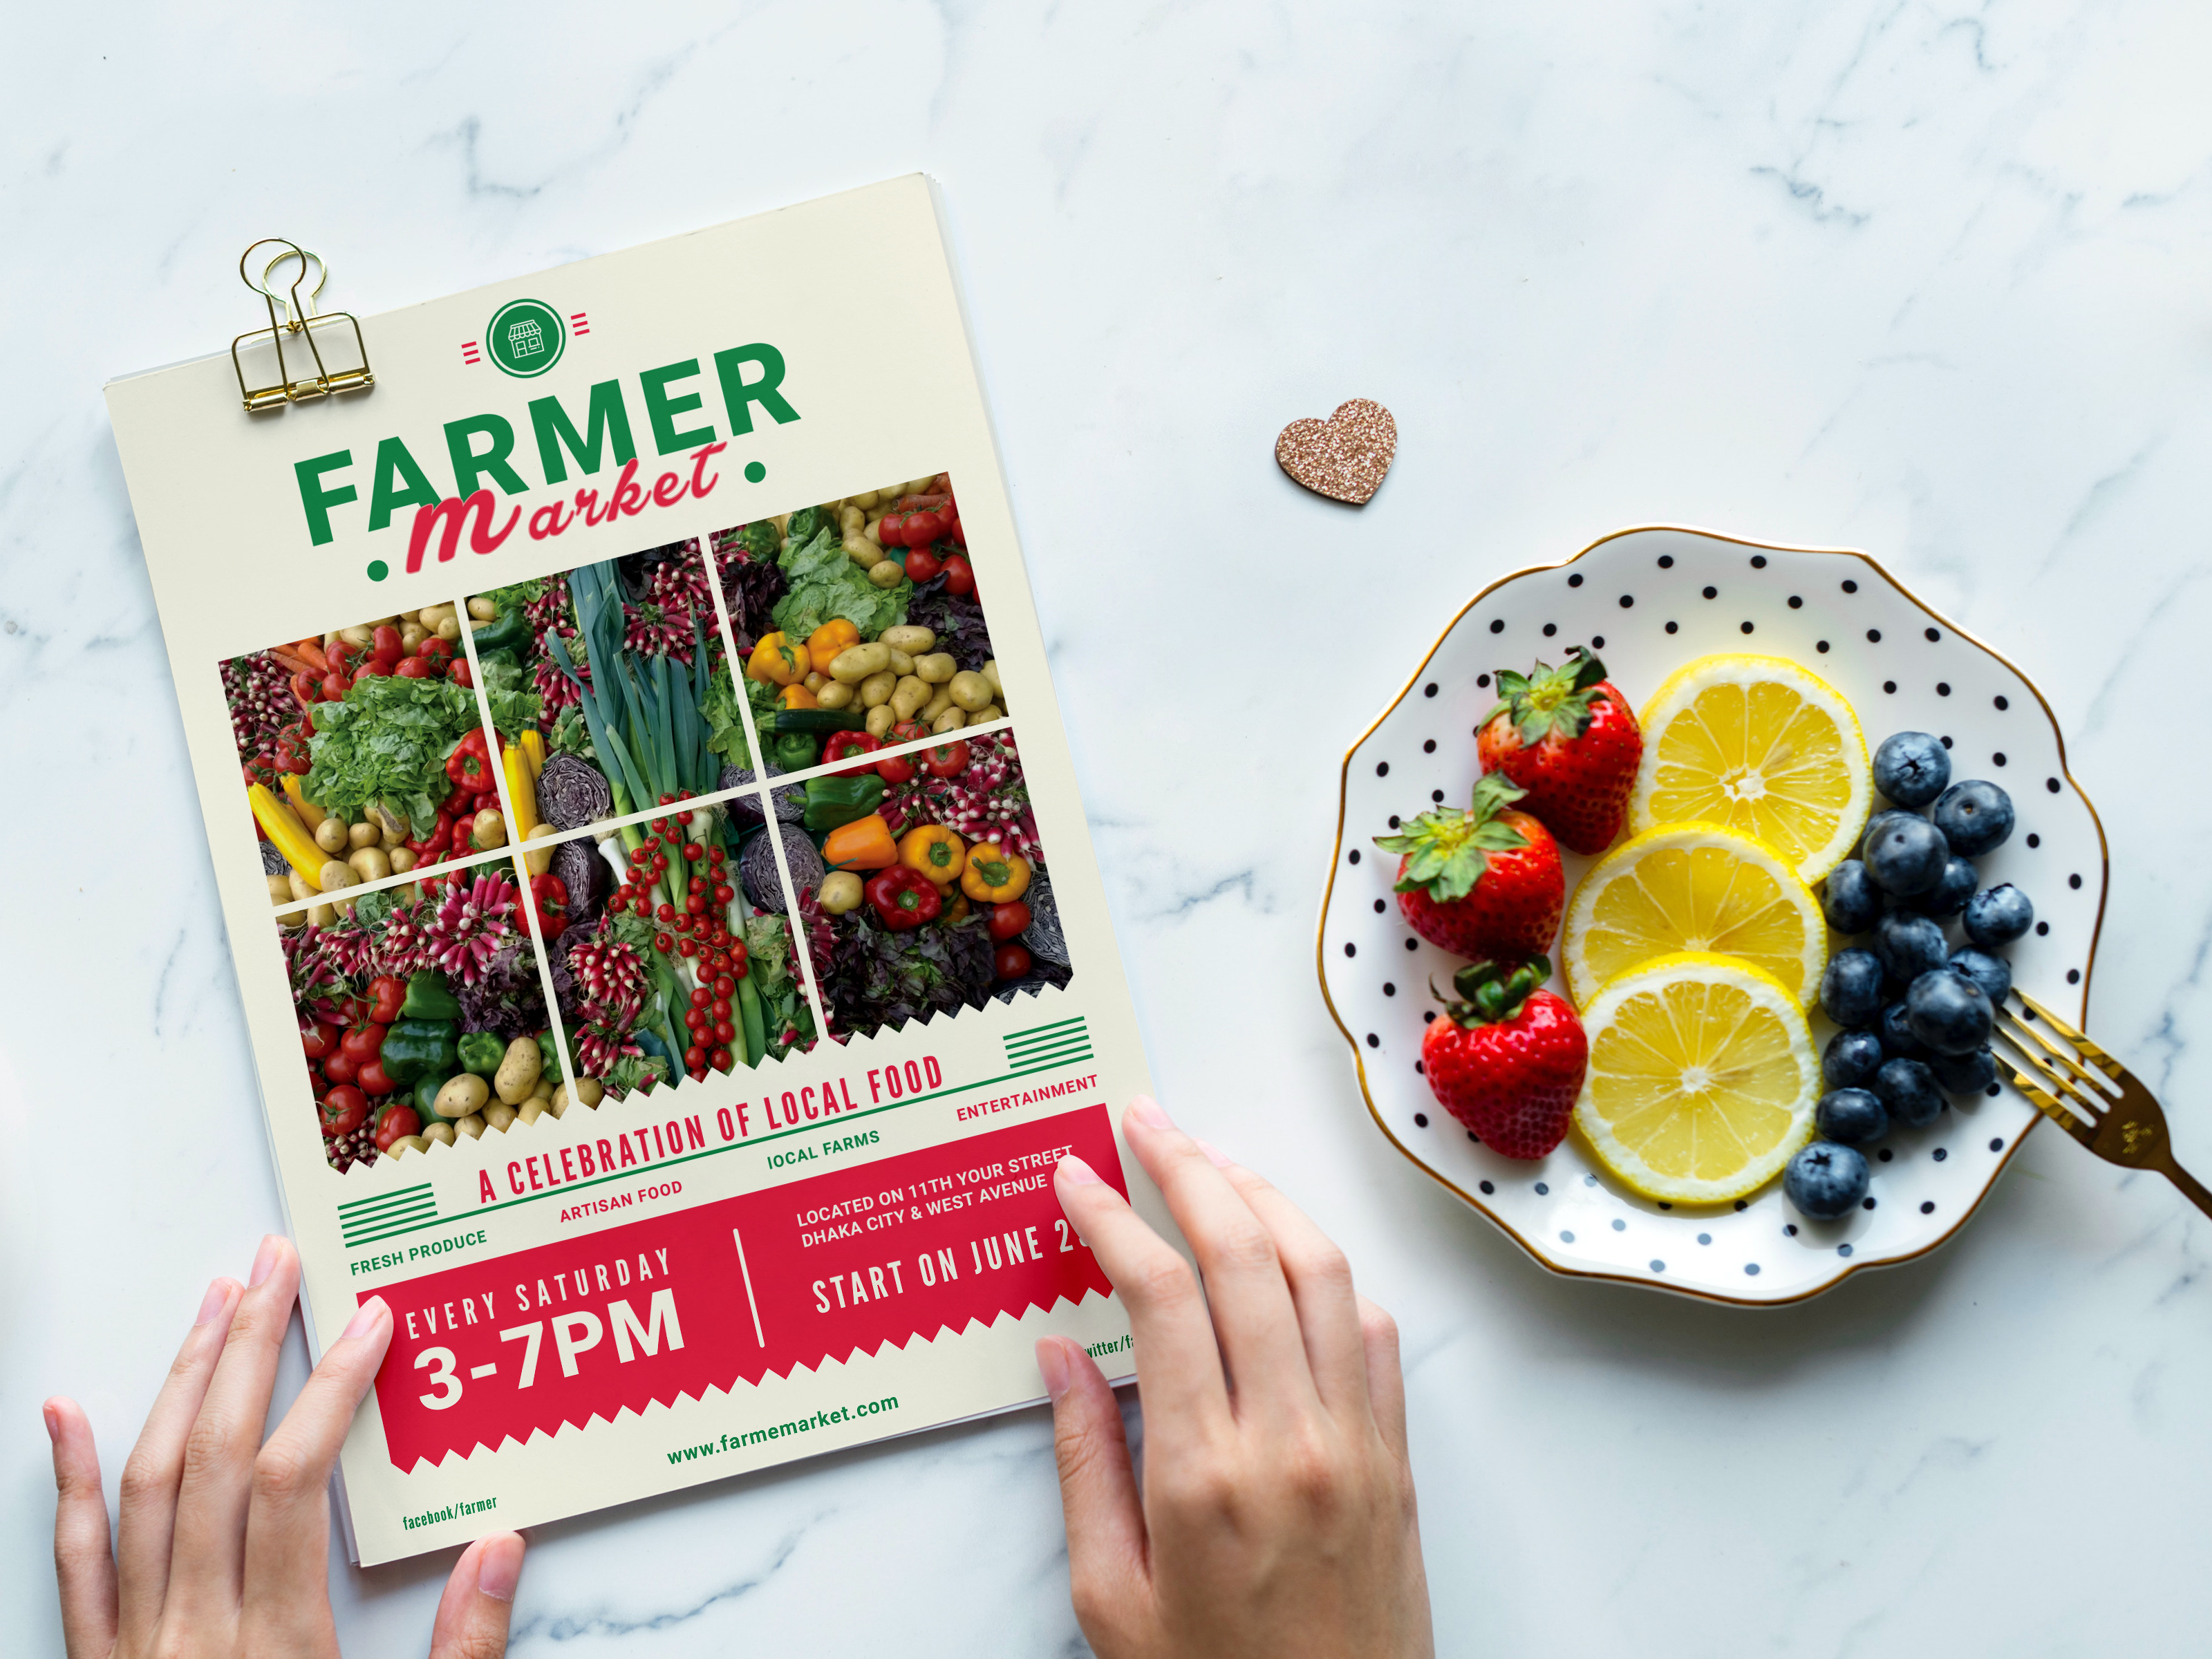 FARMER
market
A CELEBRATION OF LOCAL FOOD
FRESH PRODUCE
ARTISAN FOOD
lOCAL FARMS
ENTERTAINMENT
EVERY SATURDAY
3-7PM
LOCATED ON 11TH YOUR STREET
DHAKA CITY & WEST AVENUE
START ON JUNE
www.farmemarket.com
facebook/farmer